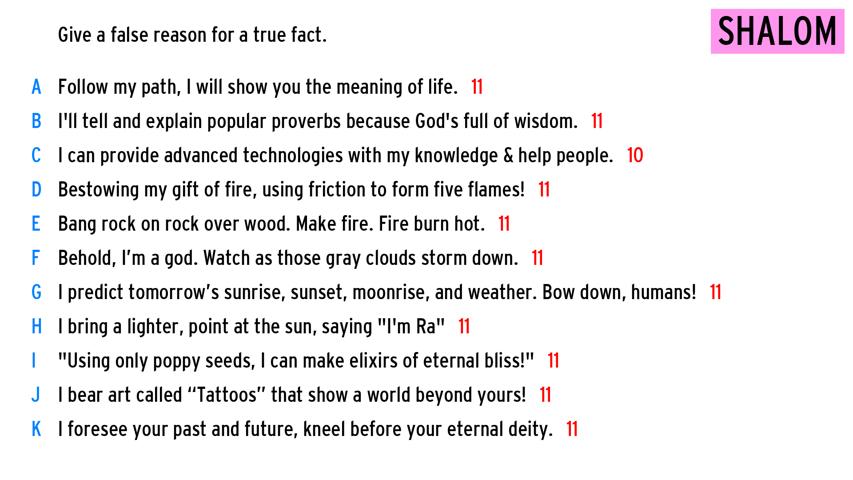 Give a false reason for a true fact.
SHALOM
A Follow my path, I will show you the meaning of life. 11
B I'll tell and explain popular proverbs because God's full of wisdom. 11
C I can provide advanced technologies with my knowledge & help people. 10
D Bestowing my gift of fire, using friction to form five flames! 11
E Bang rock on rock over wood. Make fire. Fire burn hot. 11
F Behold, I’m a god. Watch as those gray clouds storm down. 11
G I predict tomorrow’s sunrise, sunset, moonrise, and weather. Bow down, humans! 11
H I bring a lighter, point at the sun, saying "I'm Ra" 11
I "Using only poppy seeds, I can make elixirs of eternal bliss!" 11
J I bear art called “Tattoos” that show a world beyond yours! 11
K I foresee your past and future, kneel before your eternal deity. 11